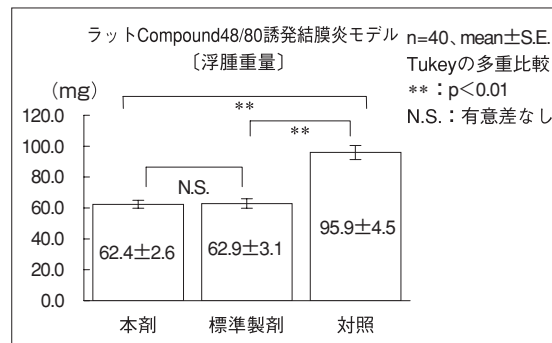 ラットCompound48/80誘発結膜炎モデル
〔浮腫重量〕
n=40、mean±S.E.
Tukeyの多重比較
**：p<0.01
N.S.：有意差なし
(mg)
120.0
100.0
80.0
60.0
40.0
20.0
0.0
**
**
N.S.
62.4±2.6
62.9±3.1
95.9±4.5
本剤
標準製剤
対照